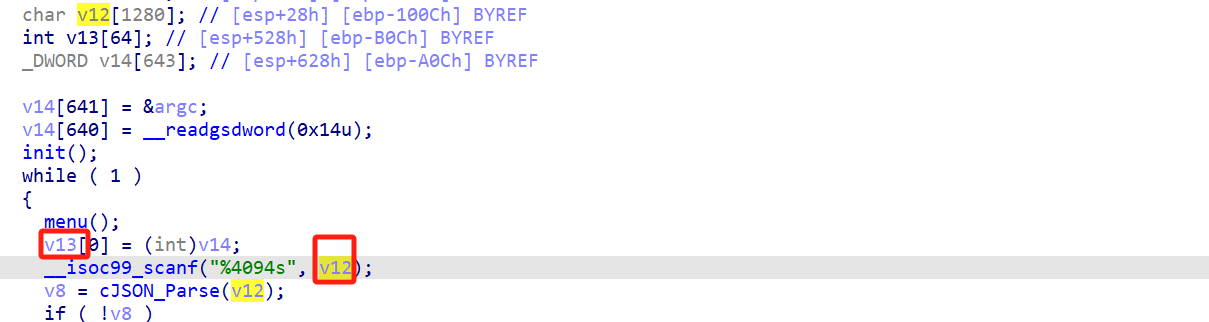 char v12[1280]; // [esp+28h] [ebp-100Ch] BYREF
int v13[64]; // [esp+528h] [ebp-B0Ch] BYREF
_DWORD v14[643]; // [esp+628h] [ebp-A0Ch] BYREF
v14[641] = &argc;
v14[640] = __readgsdword(0x14u);
init();
while ( 1 )
{
menu();
v13[0] = (int)v14;
__isoc99_scanf("%4094s", v12);
v8 = cJSON_Parse(v12);
if ( !v8 )